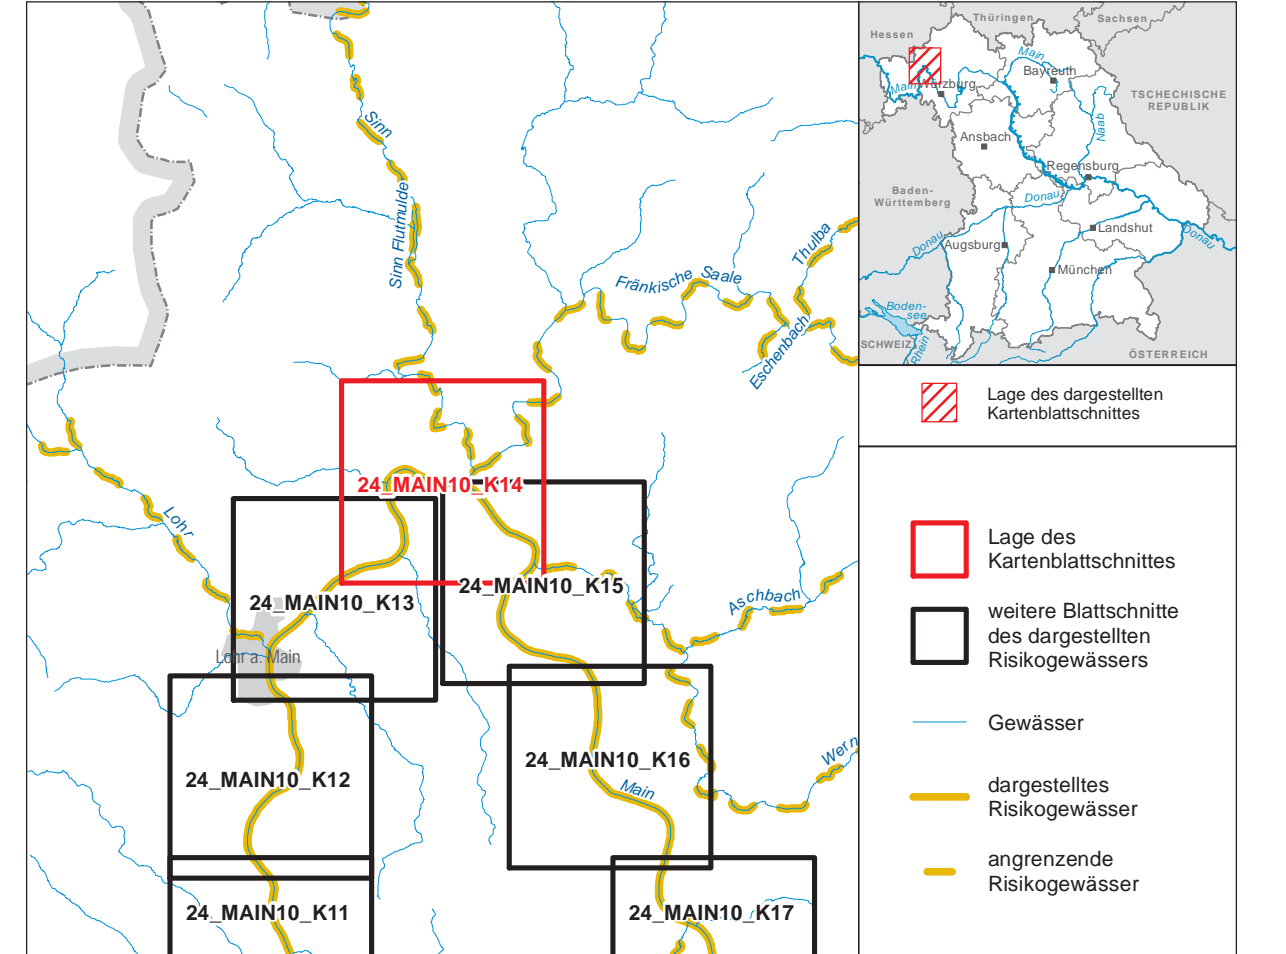 Sinn
Sinn Flutmulde
Thulba
Fränkische Saale
Eschenbach
24_MAIN10_K14
Lohr
24_MAIN10_K15
24_MAIN10_K13
Aschbach
Lohr a. Main
24_MAIN10_K16
Wern
24_MAIN10_K12
Main
24_MAIN10_K11
24_MAIN10_K17
Thüringen
Sachsen
Hessen
Main
Bayreuth
Main
Würzburg
TSCHECHISCHE
REPUBLIK
Naab
Ansbach
Regensburg
Baden-
Württemberg
Donau
Landshut
Donau
Donau
Augsburg
München
Boden-
see
SCHWEIZ
Rhein
ÖSTERREICH
Lage des dargestellten
Kartenblattschnittes
Lage des
Kartenblattschnittes
weitere Blattschnitte
des dargestellten
Risikogewässers
Gewässer
dargestelltes
Risikogewässer
angrenzende
Risikogewässer